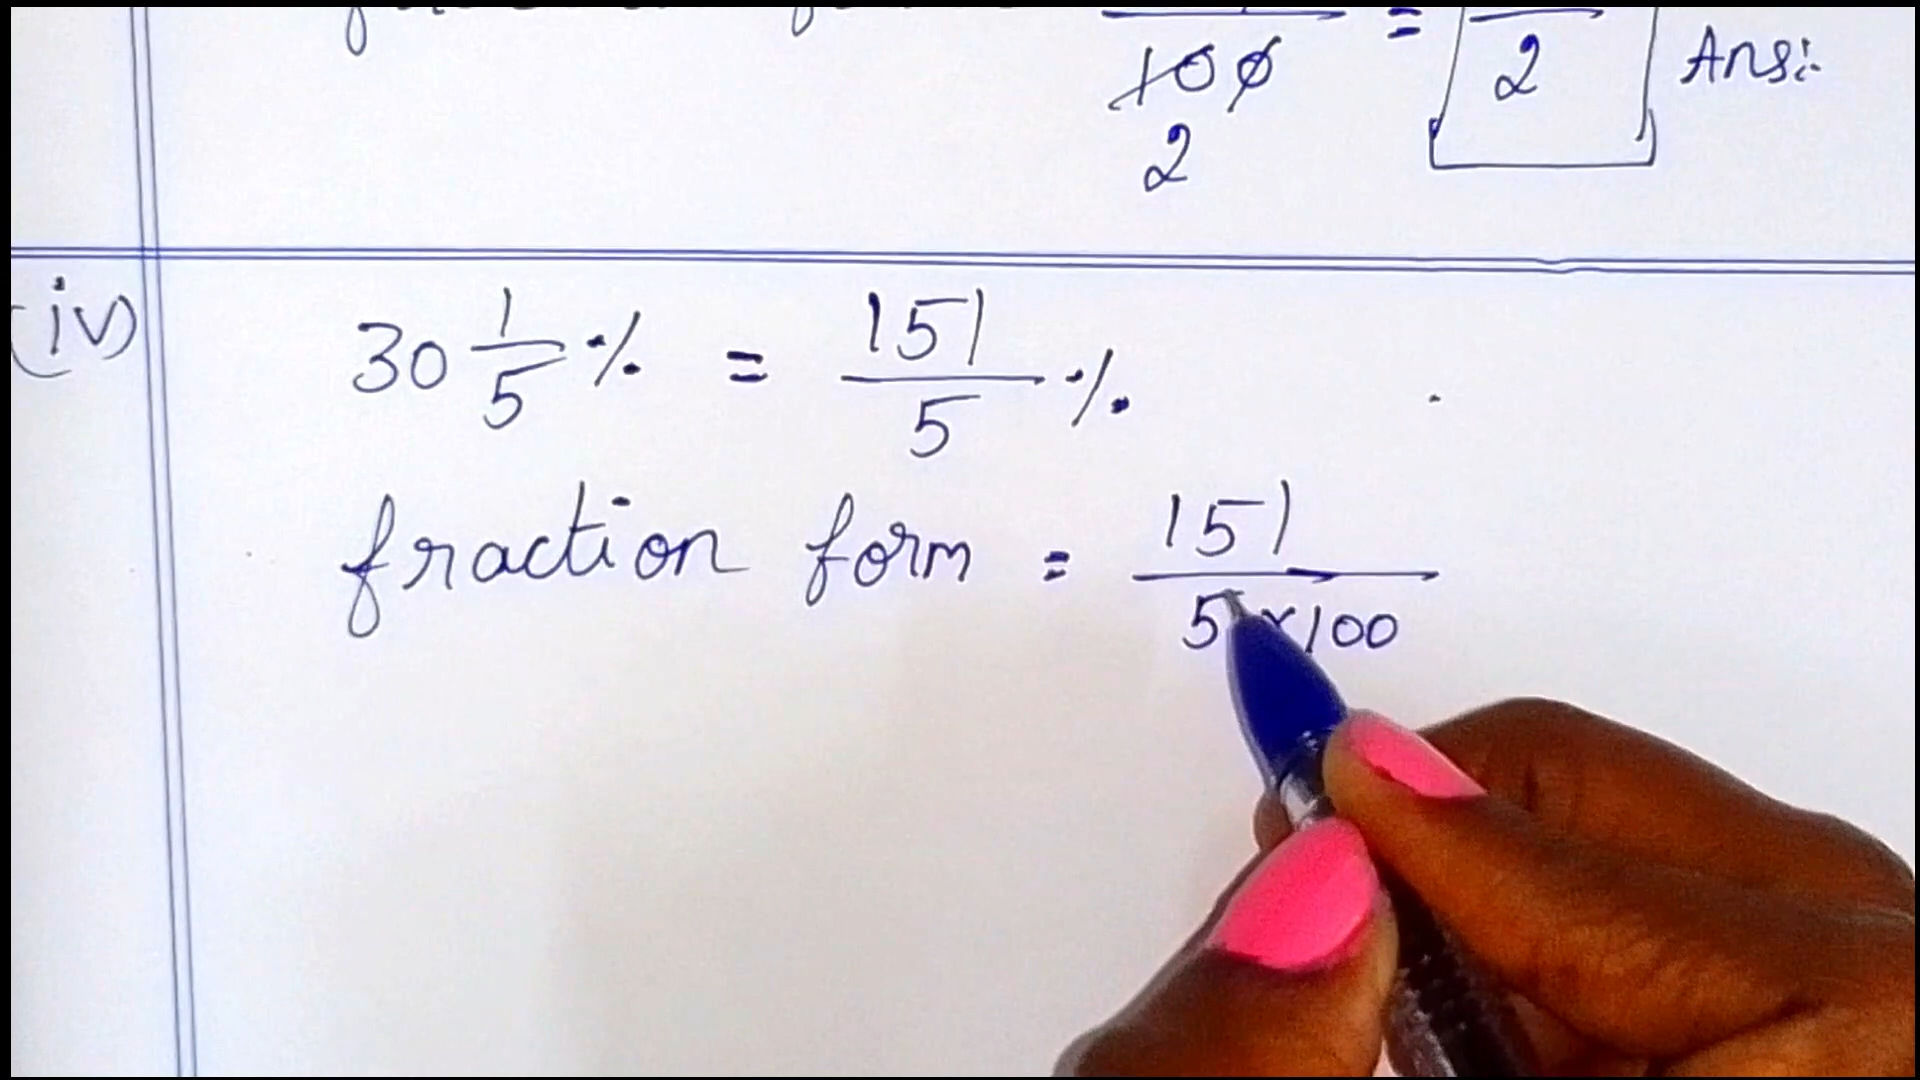 100 = 2 Ans:-
2
(iv) 30 1/5 % = 151/5 %
fraction form = 151/5×100